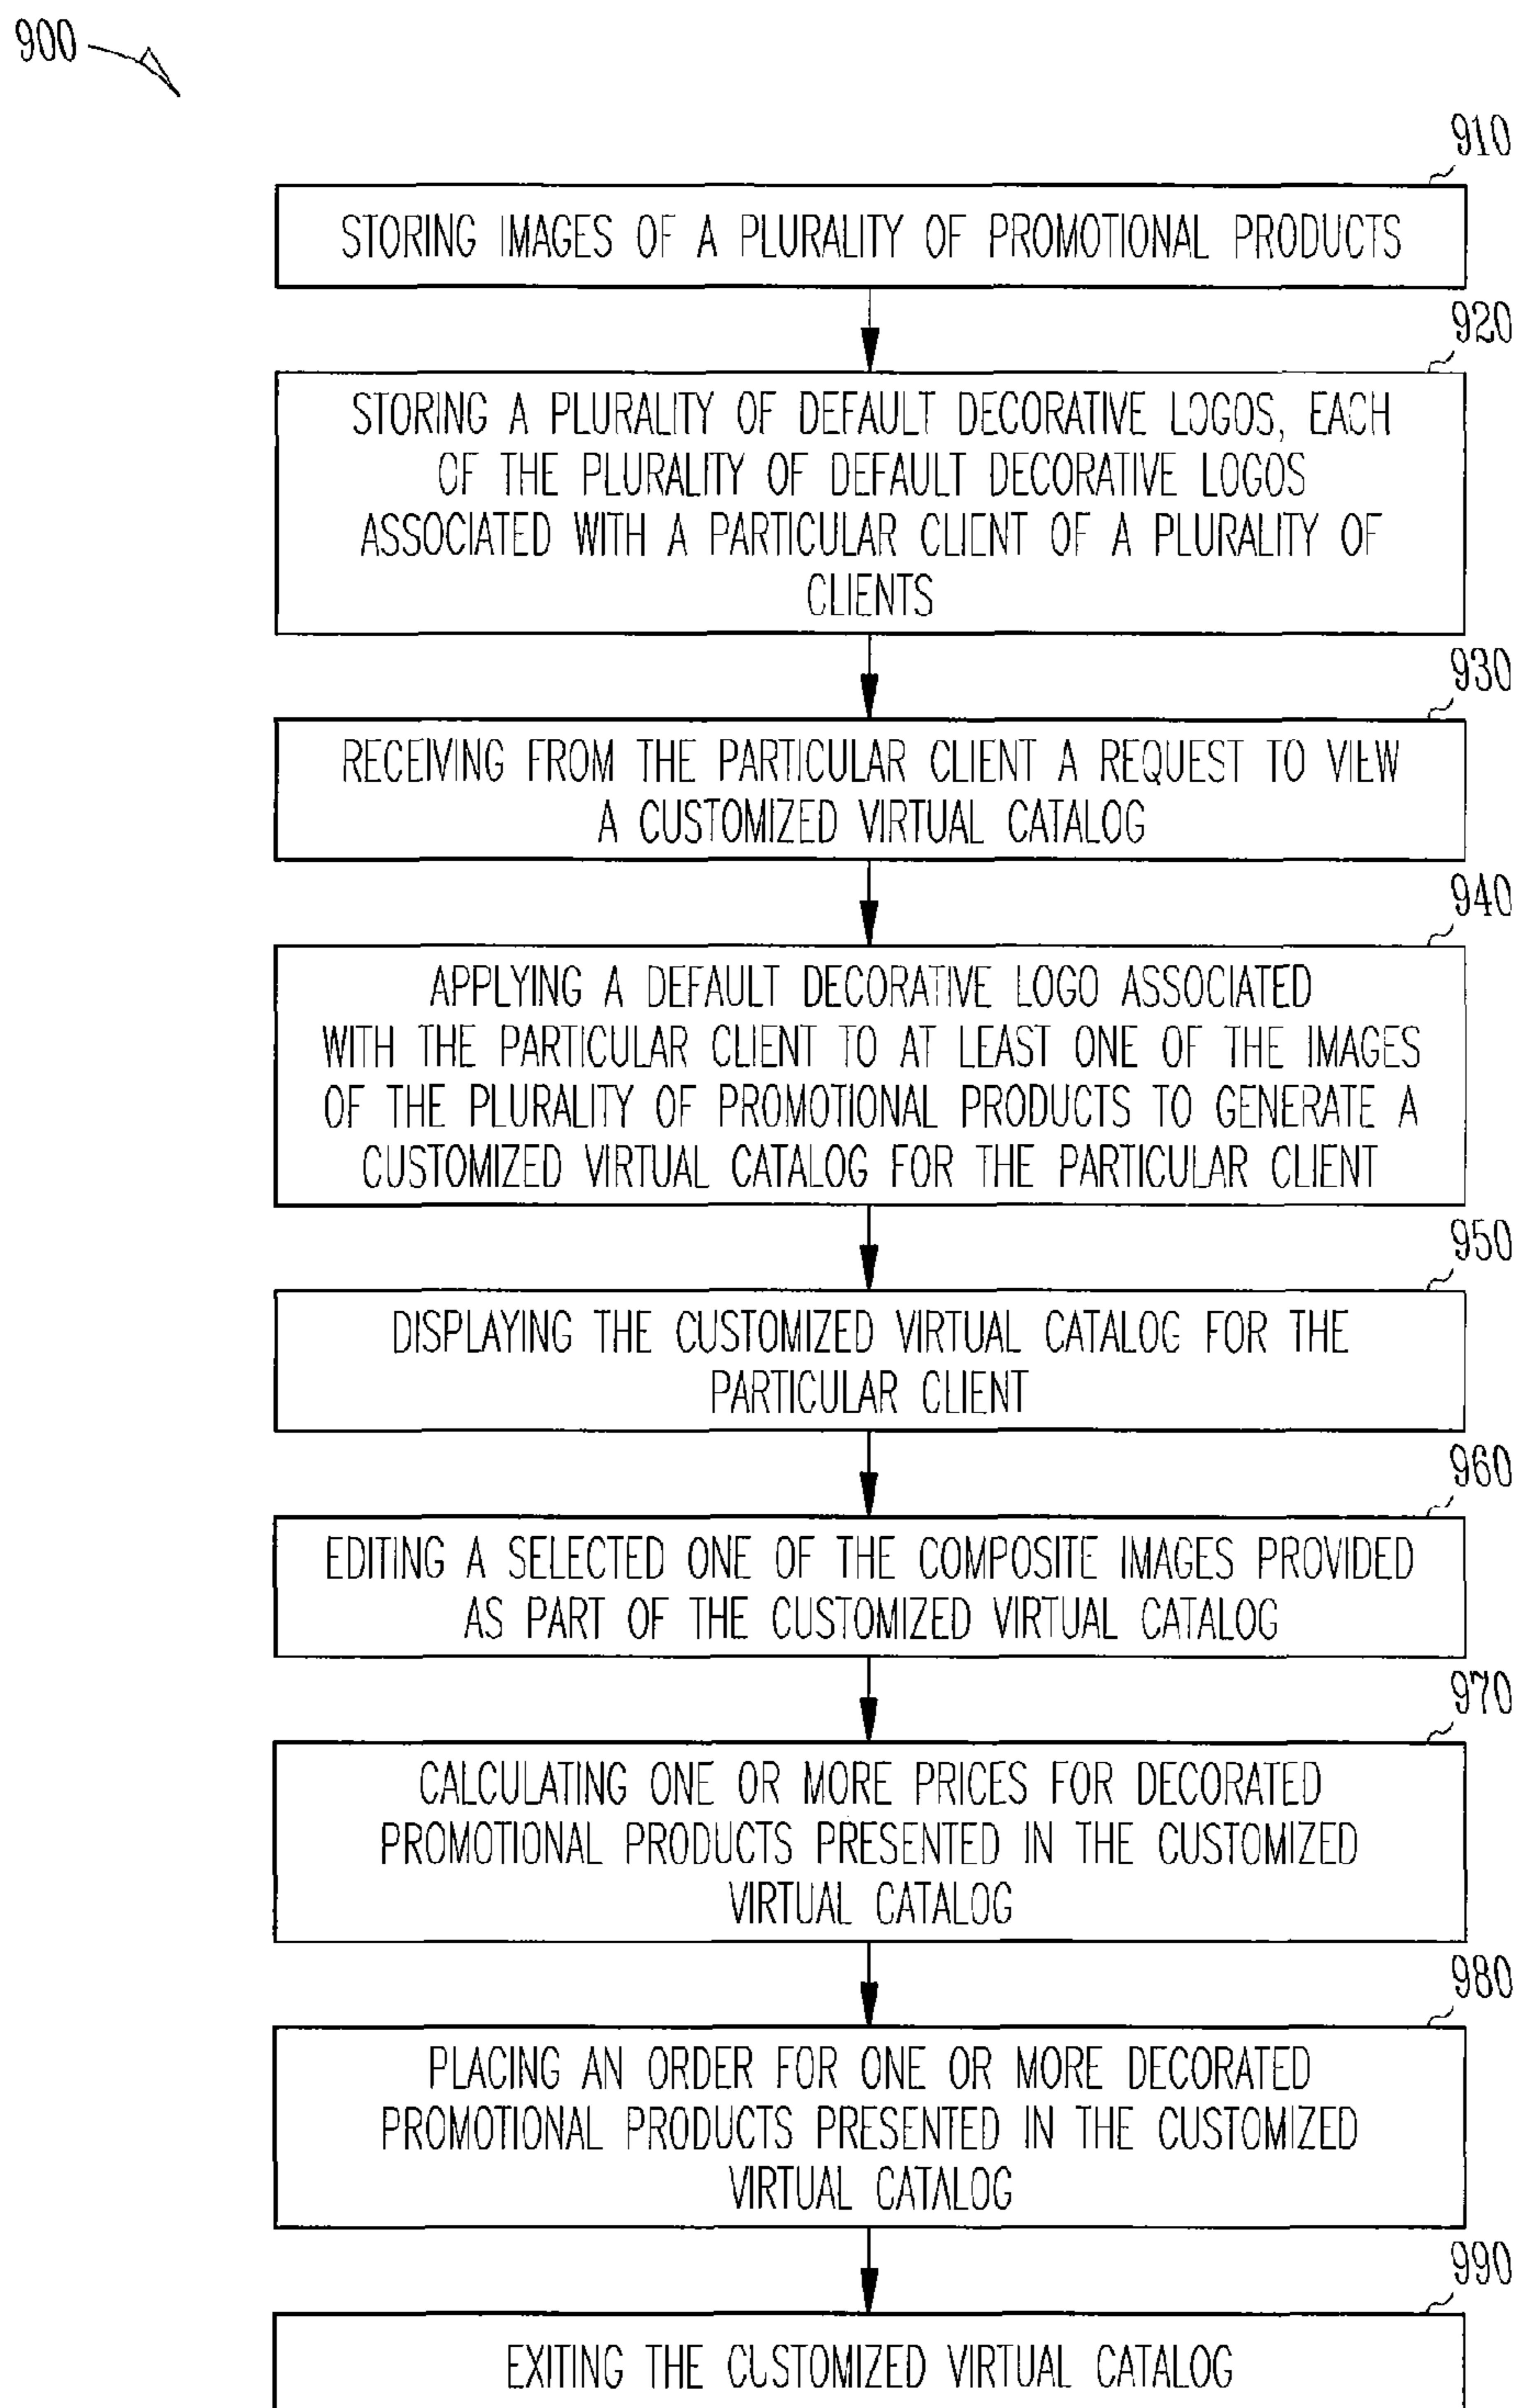 900
910
STORING IMAGES OF A PLURALITY OF PROMOTIONAL PRODUCTS
920
STORING A PLURALITY OF DEFAULT DECORATIVE LOGOS, EACH
OF THE PLURALITY OF DEFAULT DECORATIVE LOGOS
ASSOCIATED WITH A PARTICULAR CLIENT OF A PLURALITY OF
CLIENTS
930
RECEIVING FROM THE PARTICULAR CLIENT A REQUEST TO VIEW
A CUSTOMIZED VIRTUAL CATALOG
940
APPLYING A DEFAULT DECORATIVE LOGO ASSOCIATED
WITH THE PARTICULAR CLIENT TO AT LEAST ONE OF THE IMAGES
OF THE PLURALITY OF PROMOTIONAL PRODUCTS TO GENERATE A
CUSTOMIZED VIRTUAL CATALOG FOR THE PARTICULAR CLIENT
950
DISPLAYING THE CUSTOMIZED VIRTUAL CATALOG FOR THE
PARTICULAR CLIENT
960
EDITING A SELECTED ONE OF THE COMPOSITE IMAGES PROVIDED
AS PART OF THE CUSTOMIZED VIRTUAL CATALOG
970
CALCULATING ONE OR MORE PRICES FOR DECORATED
PROMOTIONAL PRODUCTS PRESENTED IN THE CUSTOMIZED
VIRTUAL CATALOG
980
PLACING AN ORDER FOR ONE OR MORE DECORATED
PROMOTIONAL PRODUCTS PRESENTED IN THE CUSTOMIZED
VIRTUAL CATALOG
990
EXITING THE CUSTOMIZED VIRTUAL CATALOG